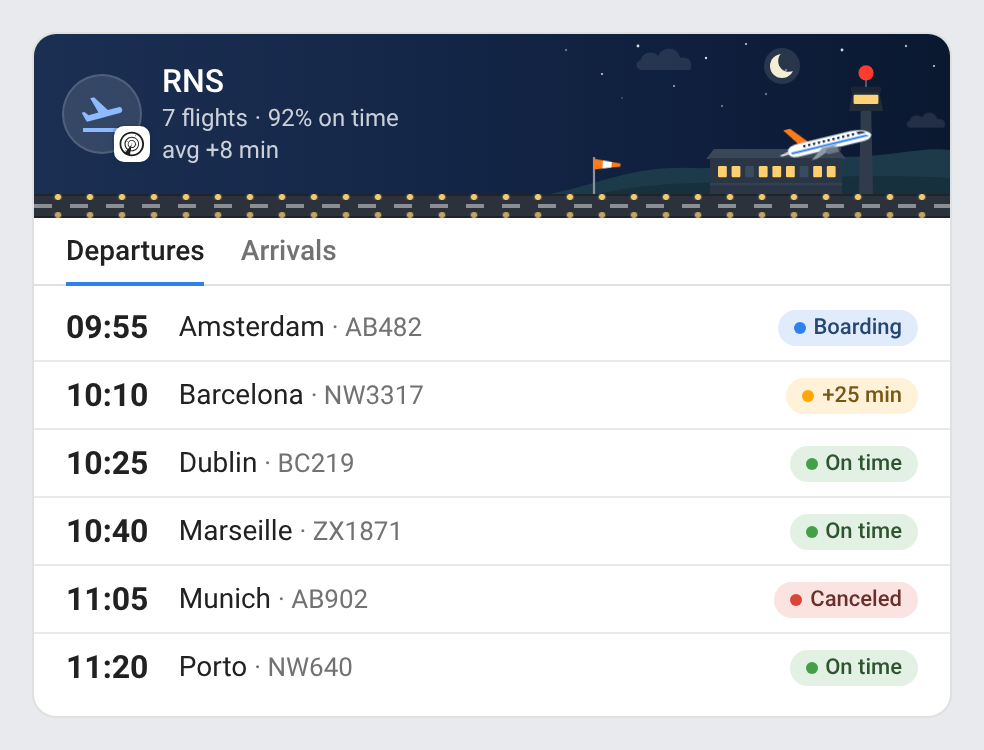 RNS
7 flights · 92% on time
avg +8 min
Departures Arrivals
09:55 Amsterdam · AB482 Boarding
10:10 Barcelona · NW3317 +25 min
10:25 Dublin · BC219 On time
10:40 Marseille · ZX1871 On time
11:05 Munich · AB902 Canceled
11:20 Porto · NW640 On time